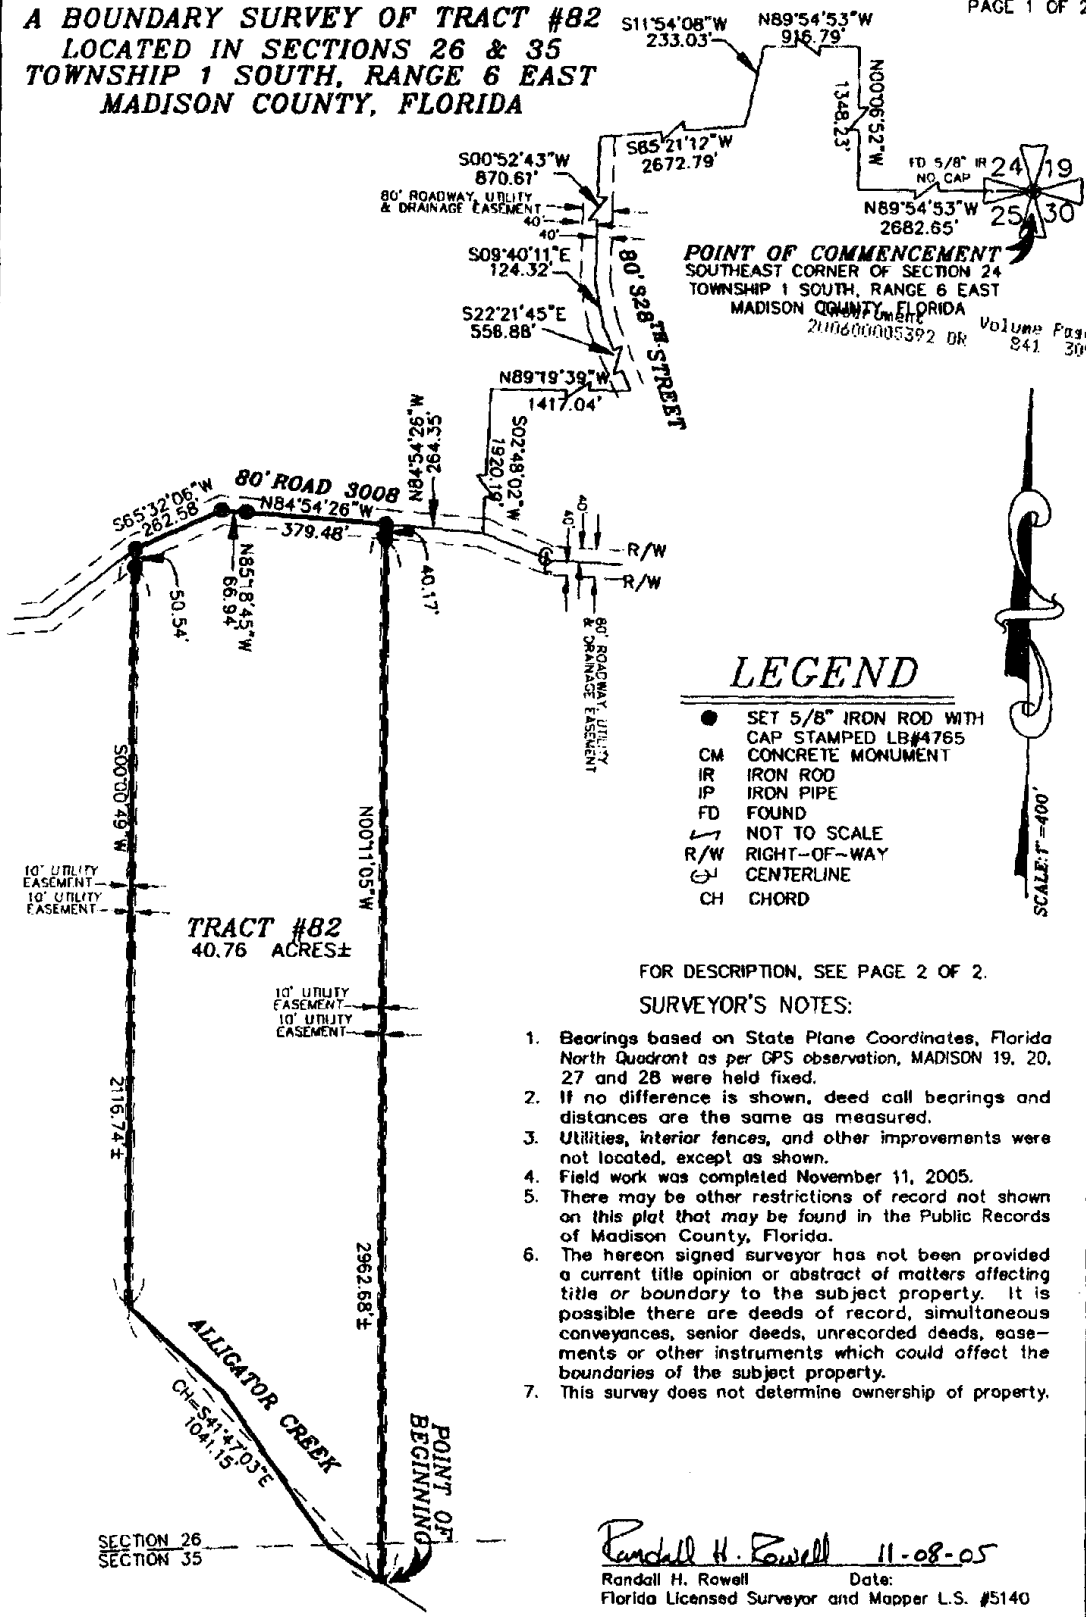 A BOUNDARY SURVEY OF TRACT #82
LOCATED IN SECTIONS 26 & 35
TOWNSHIP 1 SOUTH, RANGE 6 EAST
MADISON COUNTY, FLORIDA
PAGE 1 OF 2
S11°54'08"W
233.03'
N89°54'53"W
916.79'
N00°06'52"W
1348.23'
S65°21'12"W
2672.79'
FD 5/8" IR
NO CAP
24 19
25 30
N89°54'53"W
2682.65'
POINT OF COMMENCEMENT
SOUTHEAST CORNER OF SECTION 24
TOWNSHIP 1 SOUTH, RANGE 6 EAST
MADISON COUNTY, FLORIDA
Instrument
200600005392 OR
Volume Page
841
S00°52'43"W
870.61'
80' ROADWAY, UTILITY
& DRAINAGE EASEMENT
40'
40'
S09°40'11"E
124.32'
80' S28TH STREET
S22°21'45"E
558.88'
N89°19'39"W
1417.04'
S02°48'02"W
1920.19'
N84°54'26"W
264.35'
80' ROAD 3008
N84°54'26"W
379.48'
S65°32'06"W
262.58'
N85°18'45"W
66.94'
50.54'
40.17'
40'
40'
R/W
R/W
80' ROADWAY, UTILITY
& DRAINAGE EASEMENT
LEGEND
SET 5/8" IRON ROD WITH
CAP STAMPED LB#4765
CM CONCRETE MONUMENT
IR IRON ROD
IP IRON PIPE
FD FOUND
NOT TO SCALE
R/W RIGHT-OF-WAY
CENTERLINE
CH CHORD
SCALE:1"=400'
S00°00'49"W
2116.74'±
N00°11'05"W
2962.68'±
10' UTILITY
EASEMENT
10' UTILITY
EASEMENT
TRACT #82
40.76 ACRES±
10' UTILITY
EASEMENT
10' UTILITY
EASEMENT
ALLIGATOR CREEK
CH=S41°47'03"E
1041.15'
POINT OF
BEGINNING
SECTION 26
SECTION 35
FOR DESCRIPTION, SEE PAGE 2 OF 2.
SURVEYOR'S NOTES:
1. Bearings based on State Plane Coordinates, Florida
North Quadrant as per GPS observation, MADISON 19, 20,
27 and 28 were held fixed.
2. If no difference is shown, deed call bearings and
distances are the same as measured.
3. Utilities, interior fences, and other improvements were
not located, except as shown.
4. Field work was completed November 11, 2005.
5. There may be other restrictions of record not shown
on this plat that may be found in the Public Records
of Madison County, Florida.
6. The hereon signed surveyor has not been provided
a current title opinion or abstract of matters affecting
title or boundary to the subject property. It is
possible there are deeds of record, simultaneous
conveyances, senior deeds, unrecorded deeds, ease-
ments or other instruments which could affect the
boundaries of the subject property.
7. This survey does not determine ownership of property.
Randall H. Rowell 11-08-05
Randall H. Rowell Date:
Florida Licensed Surveyor and Mapper L.S. #5140